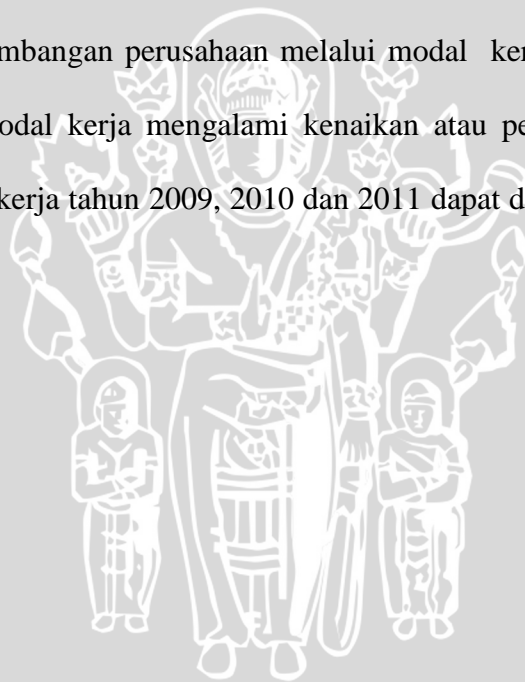 mbangan perusahaan melalui modal ker
odal kerja mengalami kenaikan atau pe
kerja tahun 2009, 2010 dan 2011 dapat d